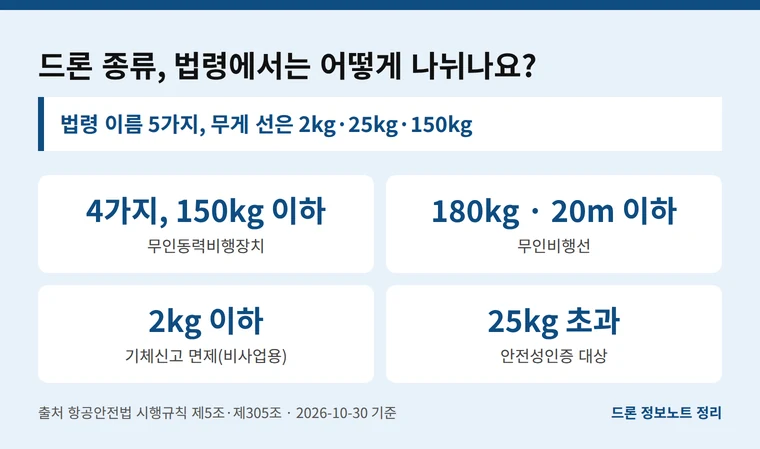 드론 종류, 법령에서는 어떻게 나뉘나요?
법령 이름 5가지, 무게 선은 2kg·25kg·150kg
4가지, 150kg 이하
무인동력비행장치
180kg · 20m 이하
무인비행선
2kg 이하
기체신고 면제(비사업용)
25kg 초과
안전성인증 대상
출처 항공안전법 시행규칙 제5조·제305조 · 2026-10-30 기준
드론 정보노트 정리